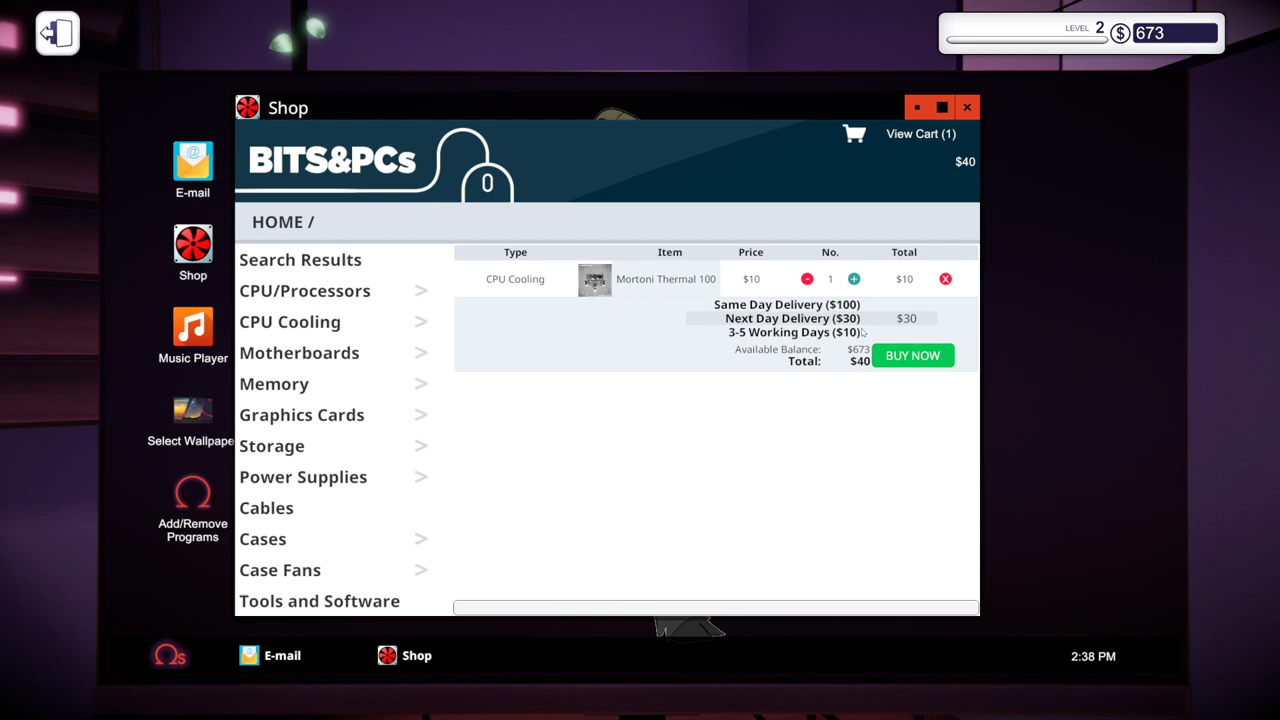 LEVEL 2 $ 673
Shop
BITS&PCs
View Cart (1)
$40
HOME /
E-mail
Shop
Music Player
Select Wallpape
Add/Remove
Programs
Search Results
CPU/Processors >
CPU Cooling >
Motherboards >
Memory >
Graphics Cards >
Storage >
Power Supplies >
Cables
Cases >
Case Fans >
Tools and Software
Type Item Price No. Total
CPU Cooling Mortoni Thermal 100 $10 - 1 + $10 X
Same Day Delivery ($100)
Next Day Delivery ($30) $30
3-5 Working Days ($10)
Available Balance: $673
Total: $40
BUY NOW
Ωs E-mail Shop 2:38 PM